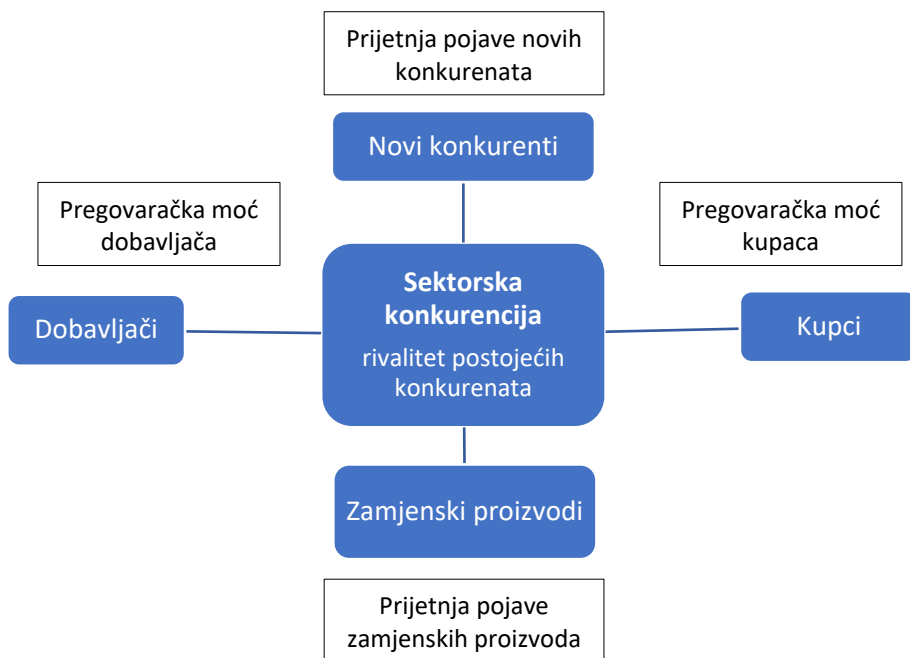 Prijetnja pojave novih
konkurenata
Novi konkurenti
Pregovaračka moć
dobavljača
Pregovaračka moć
kupaca
Dobavljači
Sektorska
konkurencija
rivalitet postojećih
konkurenata
Kupci
Zamjenski proizvodi
Prijetnja pojave
zamjenskih proizvoda